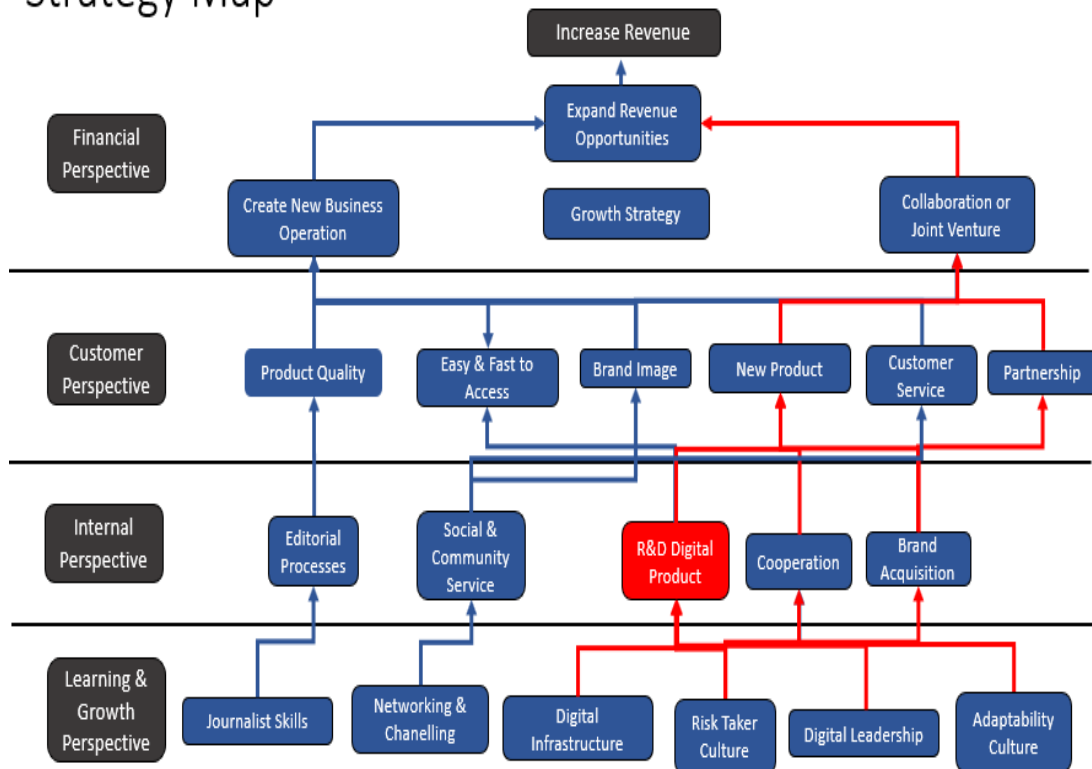 Strategy Map
Increase Revenue
Expand Revenue
Opportunities
Financial
Perspective
Create New Business
Operation
Growth Strategy
Collaboration or
Joint Venture
Customer
Perspective
Product Quality
Easy & Fast to
Access
Brand Image
New Product
Customer
Service
Partnership
Internal
Perspective
Editorial
Processes
Social &
Community
Service
R&D Digital
Product
Cooperation
Brand
Acquisition
Learning &
Growth
Perspective
Journalist Skills
Networking &
Chanelling
Digital
Infrastructure
Risk Taker
Culture
Digital Leadership
Adaptability
Culture